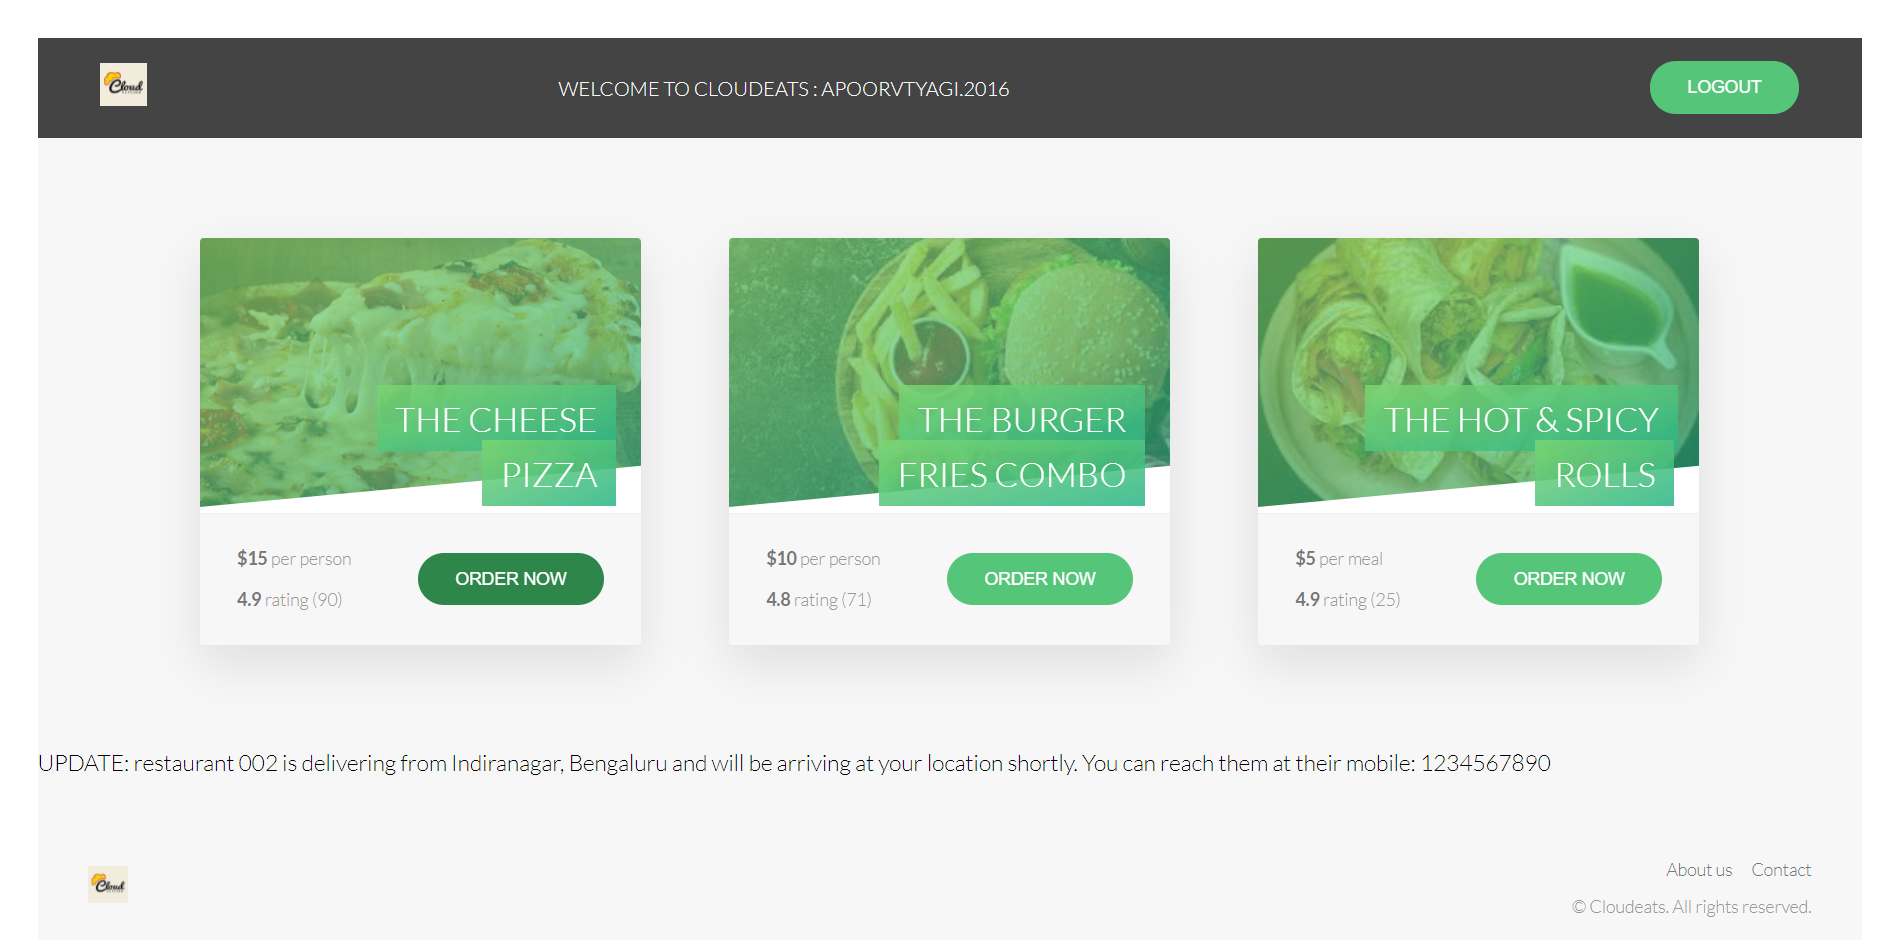 Cloud
WELCOME TO CLOUDEATS : APOORVTYAGI.2016
LOGOUT
THE CHEESE
PIZZA
$15 per person
4.9 rating (90)
ORDER NOW
THE BURGER
FRIES COMBO
$10 per person
4.8 rating (71)
ORDER NOW
THE HOT & SPICY
ROLLS
$5 per meal
4.9 rating (25)
ORDER NOW
UPDATE: restaurant 002 is delivering from Indiranagar, Bengaluru and will be arriving at your location shortly. You can reach them at their mobile: 1234567890
Cloud
About us Contact
© Cloudeats. All rights reserved.